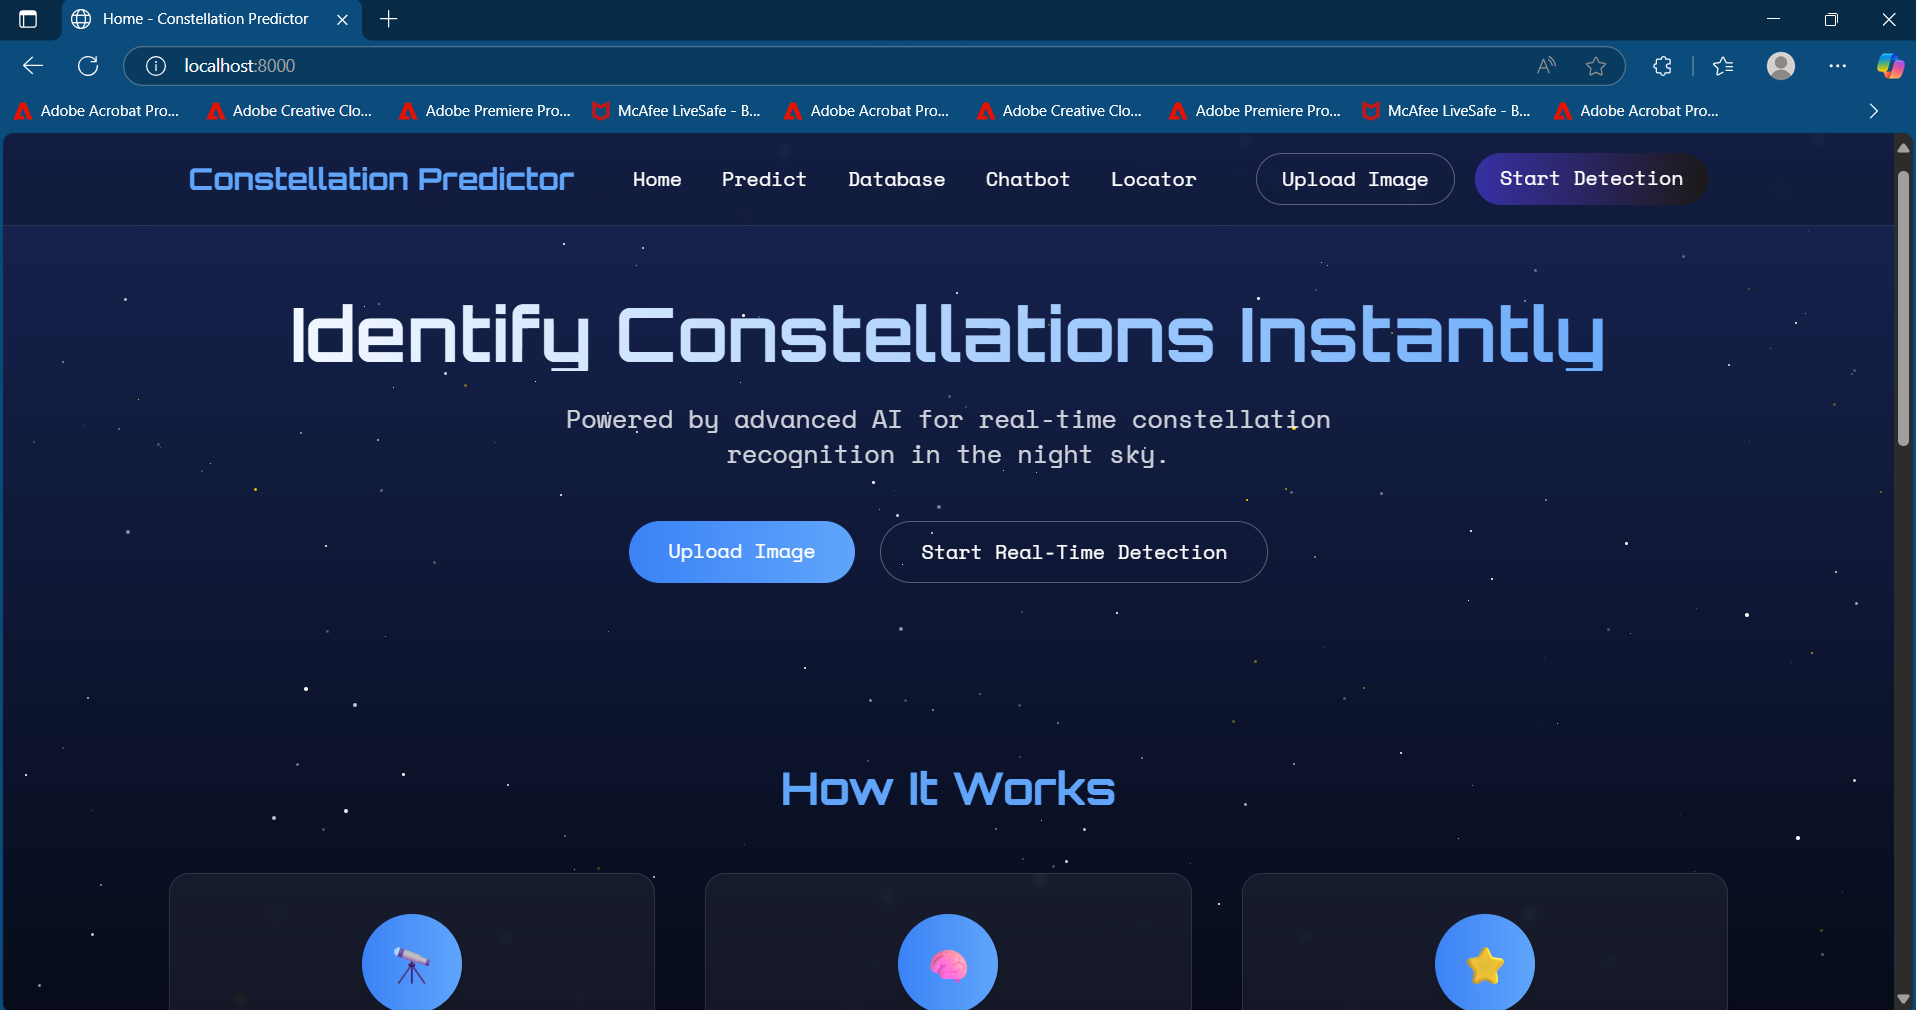 Home - Constellation Predictor
localhost:8000
Adobe Acrobat Pro... Adobe Creative Clo... Adobe Premiere Pro... McAfee LiveSafe - B... Adobe Acrobat Pro... Adobe Creative Clo... Adobe Premiere Pro... McAfee LiveSafe - B... Adobe Acrobat Pro...
Constellation Predictor Home Predict Database Chatbot Locator Upload Image Start Detection
Identify Constellations Instantly
Powered by advanced AI for real-time constellation
recognition in the night sky.
Upload Image Start Real-Time Detection
How It Works